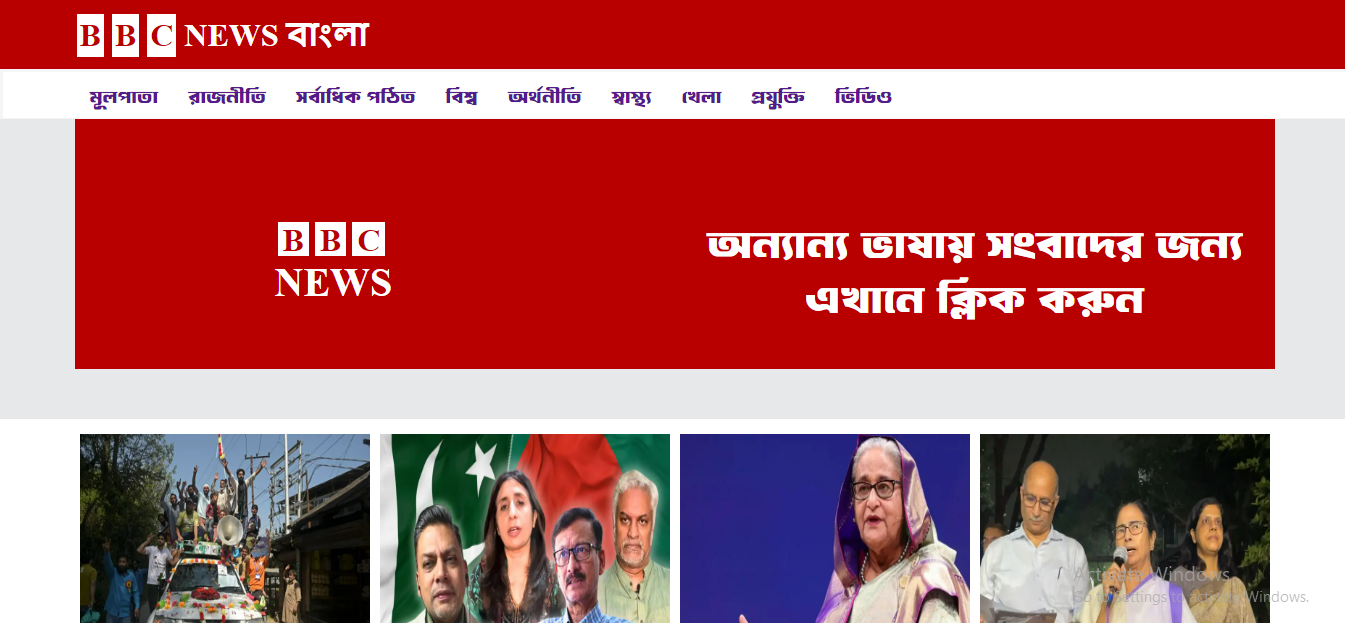 BBC NEWS বাংলা
মূলপাতা রাজনীতি সর্বাধিক পঠিত বিশ্ব অর্থনীতি স্বাস্থ্য খেলা প্রযুক্তি ভিডিও
BBC
NEWS
অন্যান্য ভাষায় সংবাদের জন্য
এখানে ক্লিক করুন
Activate Windows
Go to Settings to activate Windows.